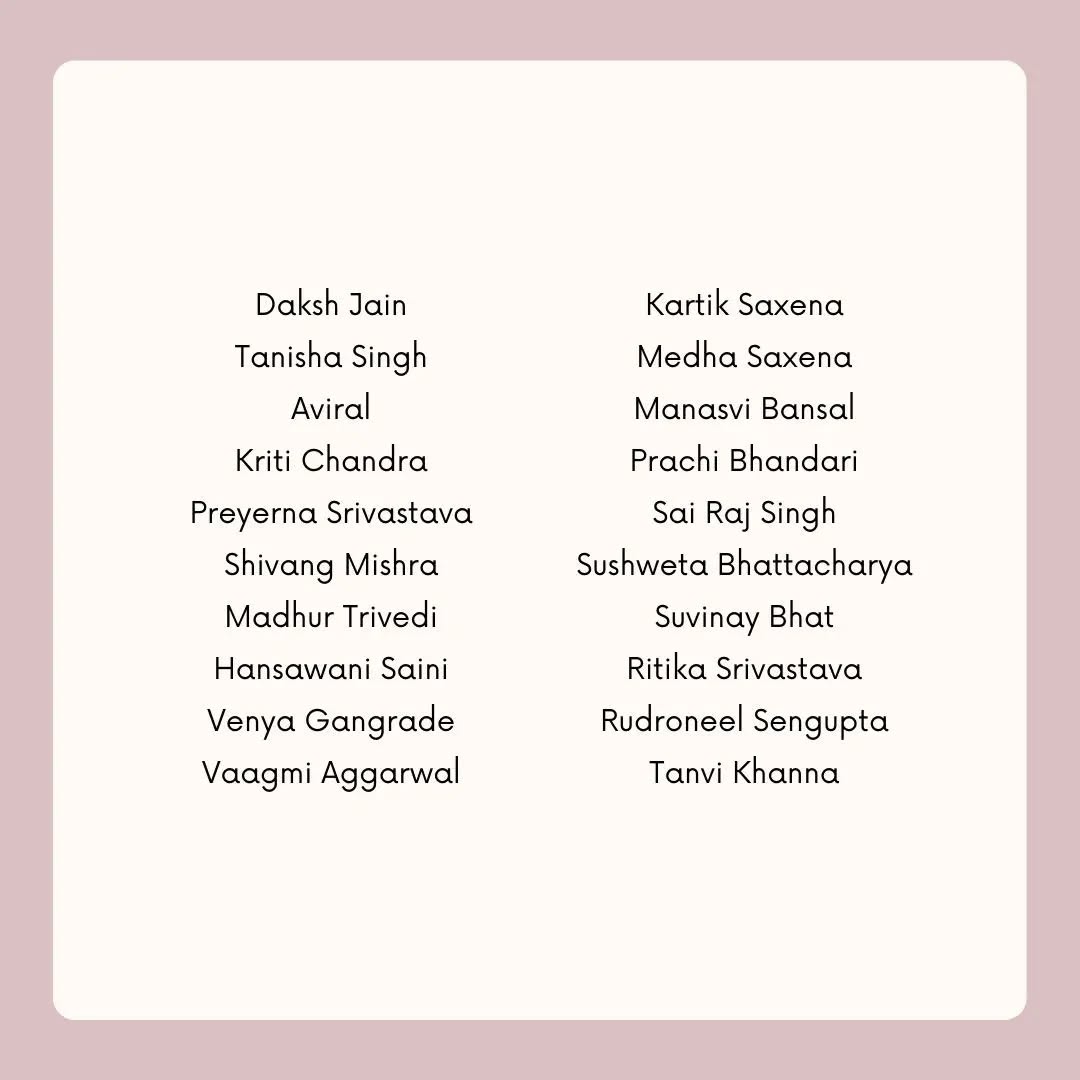 Daksh Jain
Tanisha Singh
Aviral
Kriti Chandra
Preyerna Srivastava
Shivang Mishra
Madhur Trivedi
Hansawani Saini
Venya Gangrade
Vaagmi Aggarwal
Kartik Saxena
Medha Saxena
Manasvi Bansal
Prachi Bhandari
Sai Raj Singh
Sushweta Bhattacharya
Suvinay Bhat
Ritika Srivastava
Rudroneel Sengupta
Tanvi Khanna